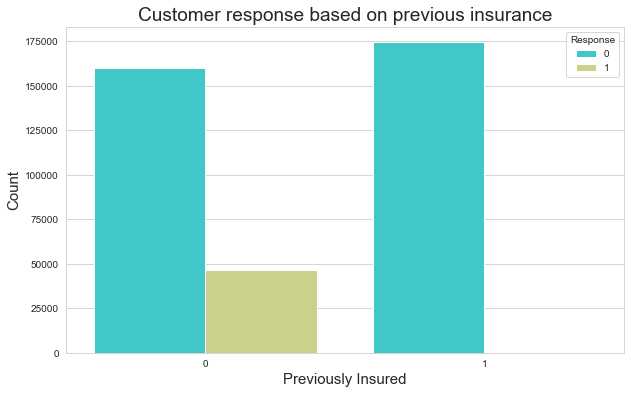 Customer response based on previous insurance
Response
0
1
Count
175000
150000
125000
100000
75000
50000
25000
0
0 1
Previously Insured